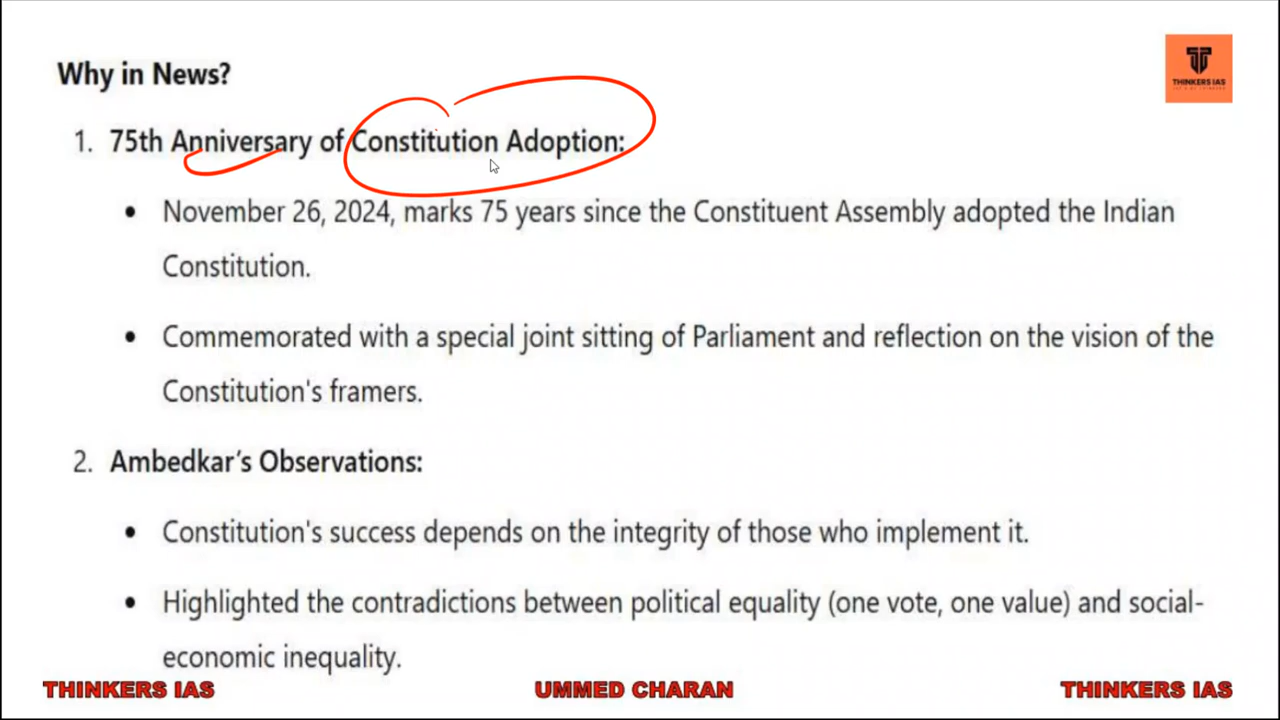 Why in News?
THINKERS IAS
1. 75th Anniversary of Constitution Adoption:
• November 26, 2024, marks 75 years since the Constituent Assembly adopted the Indian
Constitution.
• Commemorated with a special joint sitting of Parliament and reflection on the vision of the
Constitution's framers.
2. Ambedkar’s Observations:
• Constitution's success depends on the integrity of those who implement it.
• Highlighted the contradictions between political equality (one vote, one value) and social-
economic inequality.
THINKERS IAS UMMED CHARAN THINKERS IAS